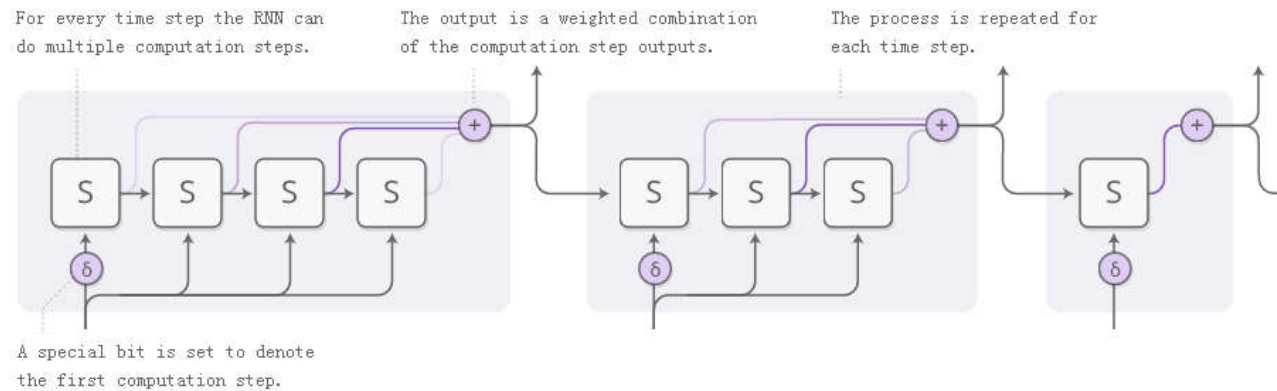 For every time step the RNN can
do multiple computation steps.
The output is a weighted combination
of the computation step outputs.
The process is repeated for
each time step.
+
+
+
S
S
S
S
S
S
S
S
δ
δ
δ
A special bit is set to denote
the first computation step.